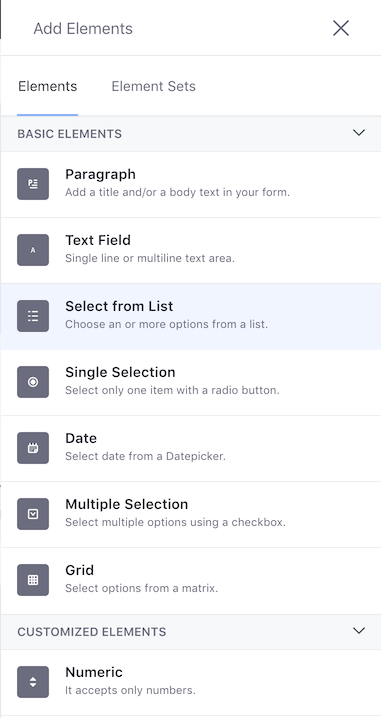 Add Elements
Elements
Element Sets
BASIC ELEMENTS
Paragraph
Add a title and/or a body text in your form.
Text Field
Single line or multiline text area.
Select from List
Choose an or more options from a list.
Single Selection
Select only one item with a radio button.
Date
Select date from a Datepicker.
Multiple Selection
Select multiple options using a checkbox.
Grid
Select options from a matrix.
CUSTOMIZED ELEMENTS
Numeric
It accepts only numbers.